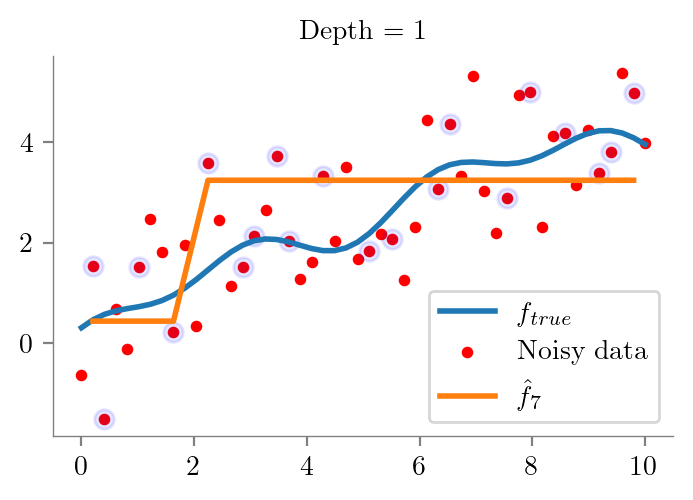 Depth = 1
4
2
0
f_true
Noisy data
f̂_7
0 2 4 6 8 10